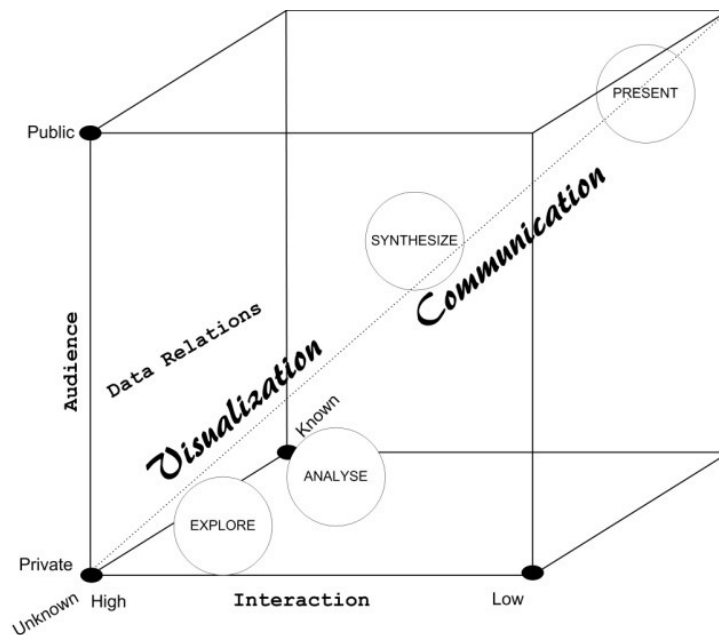 PRESENT
Public
SYNTHESIZE
Communication
Data Relations
Audience
Visualization
Known
ANALYSE
EXPLORE
Private
Unknown
High
Interaction
Low